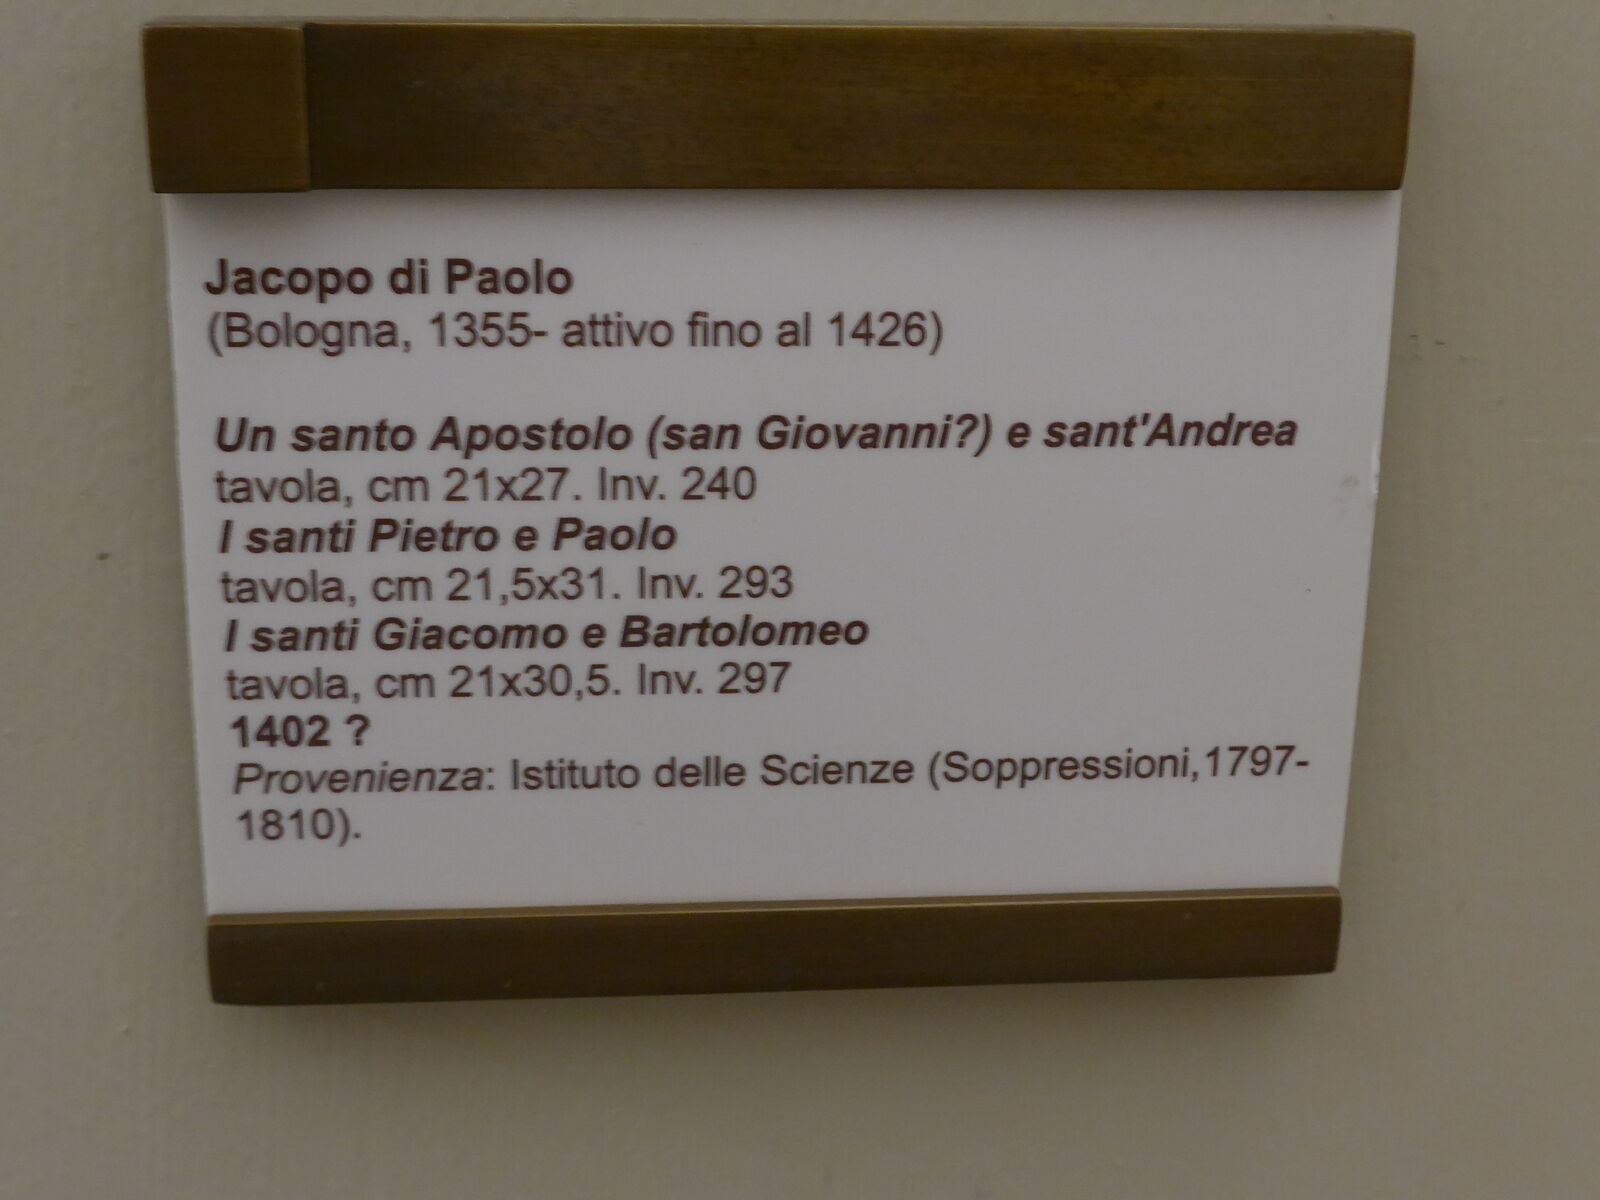 Jacopo di Paolo
(Bologna, 1355- attivo fino al 1426)
Un santo Apostolo (san Giovanni?) e sant'Andrea
tavola, cm 21x27. Inv. 240
I santi Pietro e Paolo
tavola, cm 21,5x31. Inv. 293
I santi Giacomo e Bartolomeo
tavola, cm 21x30,5. Inv. 297
1402 ?
Provenienza: Istituto delle Scienze (Soppressioni,1797-
1810).